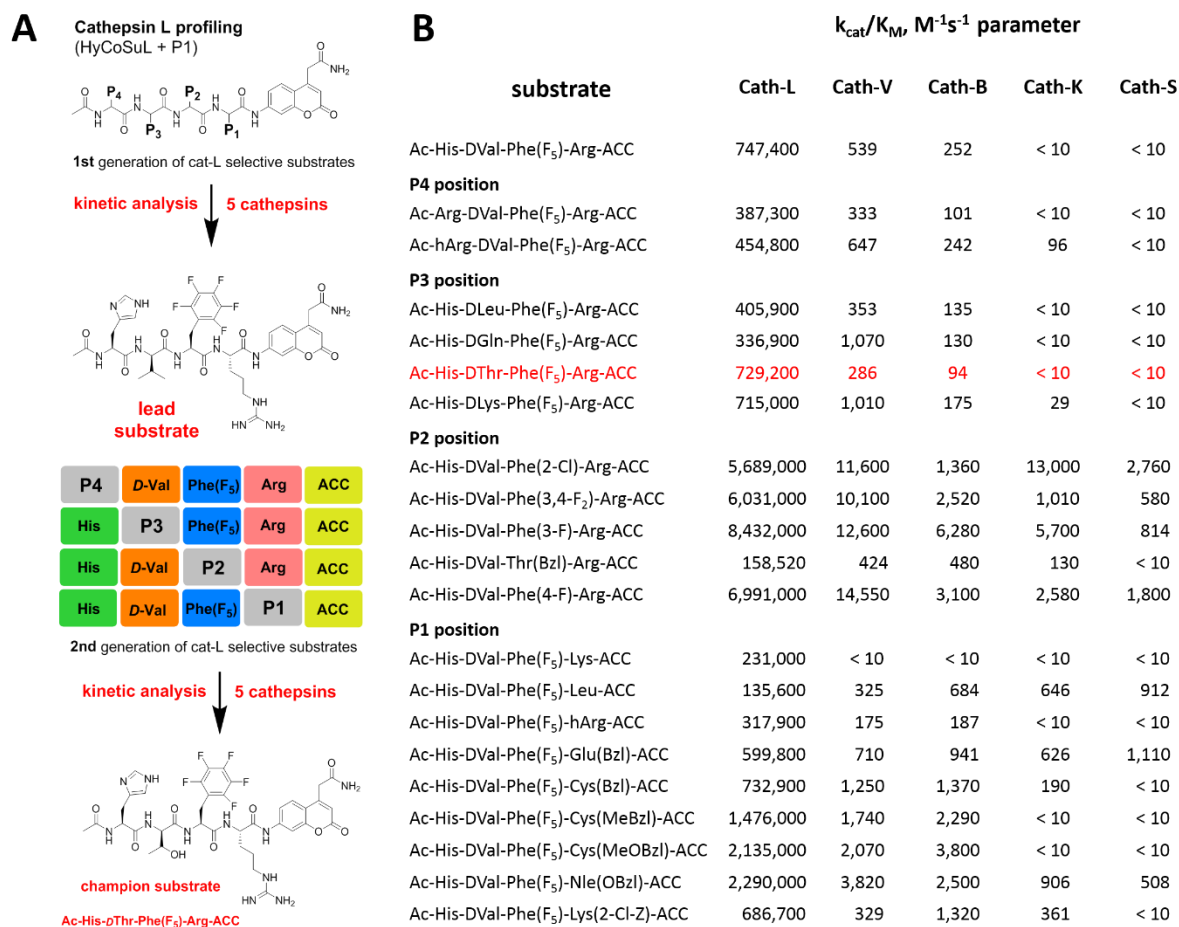 A
Cathepsin L profiling
(HyCoSuL + P1)
P4
P2
P3
P1
1st generation of cat-L selective substrates
kinetic analysis
5 cathepsins
lead
substrate
P4 D-Val Phe(F5) Arg ACC
His P3 Phe(F5) Arg ACC
His D-Val P2 Arg ACC
His D-Val Phe(F5) P1 ACC
2nd generation of cat-L selective substrates
kinetic analysis
5 cathepsins
champion substrate
Ac-His-DThr-Phe(F5)-Arg-ACC
B
kcat/KM, M-1s-1 parameter
substrate Cath-L Cath-V Cath-B Cath-K Cath-S
Ac-His-DVal-Phe(F5)-Arg-ACC 747,400 539 252 < 10 < 10
P4 position
Ac-Arg-DVal-Phe(F5)-Arg-ACC 387,300 333 101 < 10 < 10
Ac-hArg-DVal-Phe(F5)-Arg-ACC 454,800 647 242 96 < 10
P3 position
Ac-His-DLeu-Phe(F5)-Arg-ACC 405,900 353 135 < 10 < 10
Ac-His-DGln-Phe(F5)-Arg-ACC 336,900 1,070 130 < 10 < 10
Ac-His-DThr-Phe(F5)-Arg-ACC 729,200 286 94 < 10 < 10
Ac-His-DLys-Phe(F5)-Arg-ACC 715,000 1,010 175 29 < 10
P2 position
Ac-His-DVal-Phe(2-Cl)-Arg-ACC 5,689,000 11,600 1,360 13,000 2,760
Ac-His-DVal-Phe(3,4-F2)-Arg-ACC 6,031,000 10,100 2,520 1,010 580
Ac-His-DVal-Phe(3-F)-Arg-ACC 8,432,000 12,600 6,280 5,700 814
Ac-His-DVal-Thr(Bzl)-Arg-ACC 158,520 424 480 130 < 10
Ac-His-DVal-Phe(4-F)-Arg-ACC 6,991,000 14,550 3,100 2,580 1,800
P1 position
Ac-His-DVal-Phe(F5)-Lys-ACC 231,000 < 10 < 10 < 10 < 10
Ac-His-DVal-Phe(F5)-Leu-ACC 135,600 325 684 646 912
Ac-His-DVal-Phe(F5)-hArg-ACC 317,900 175 187 < 10 < 10
Ac-His-DVal-Phe(F5)-Glu(Bzl)-ACC 599,800 710 941 626 1,110
Ac-His-DVal-Phe(F5)-Cys(Bzl)-ACC 732,900 1,250 1,370 190 < 10
Ac-His-DVal-Phe(F5)-Cys(MeBzl)-ACC 1,476,000 1,740 2,290 < 10 < 10
Ac-His-DVal-Phe(F5)-Cys(MeOBzl)-ACC 2,135,000 2,070 3,800 < 10 < 10
Ac-His-DVal-Phe(F5)-Nle(OBzl)-ACC 2,290,000 3,820 2,500 906 508
Ac-His-DVal-Phe(F5)-Lys(2-Cl-Z)-ACC 686,700 329 1,320 361 < 10